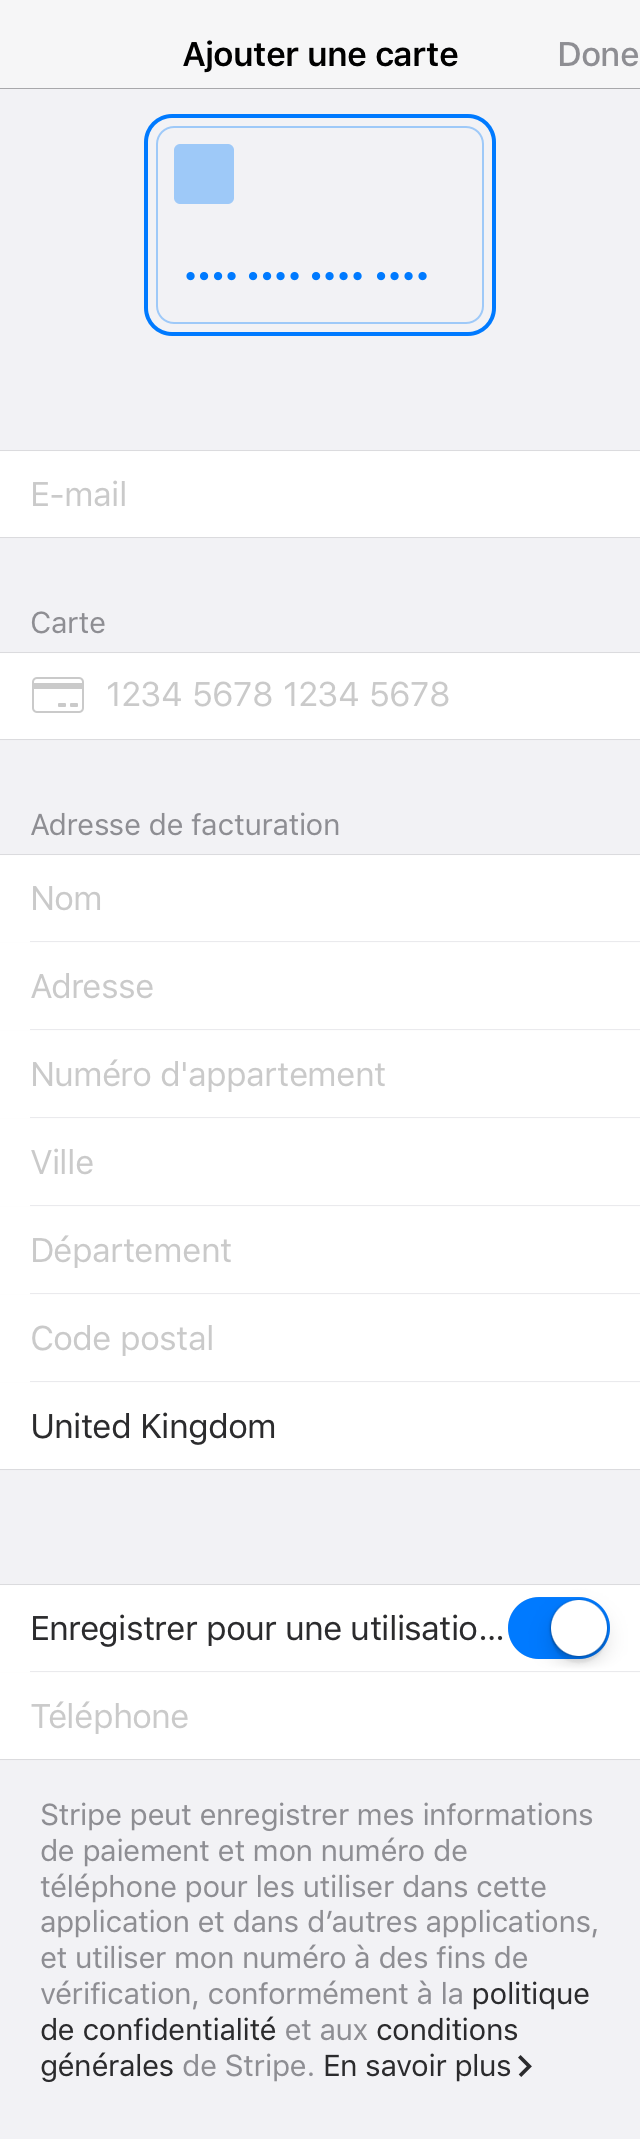 Ajouter une carte
Done
•••• •••• •••• ••••
E-mail
Carte
1234 5678 1234 5678
Adresse de facturation
Nom
Adresse
Numéro d'appartement
Ville
Département
Code postal
United Kingdom
Enregistrer pour une utilisatio...
Téléphone
Stripe peut enregistrer mes informations
de paiement et mon numéro de
téléphone pour les utiliser dans cette
application et dans d’autres applications,
et utiliser mon numéro à des fins de
vérification, conformément à la politique
de confidentialité et aux conditions
générales de Stripe. En savoir plus